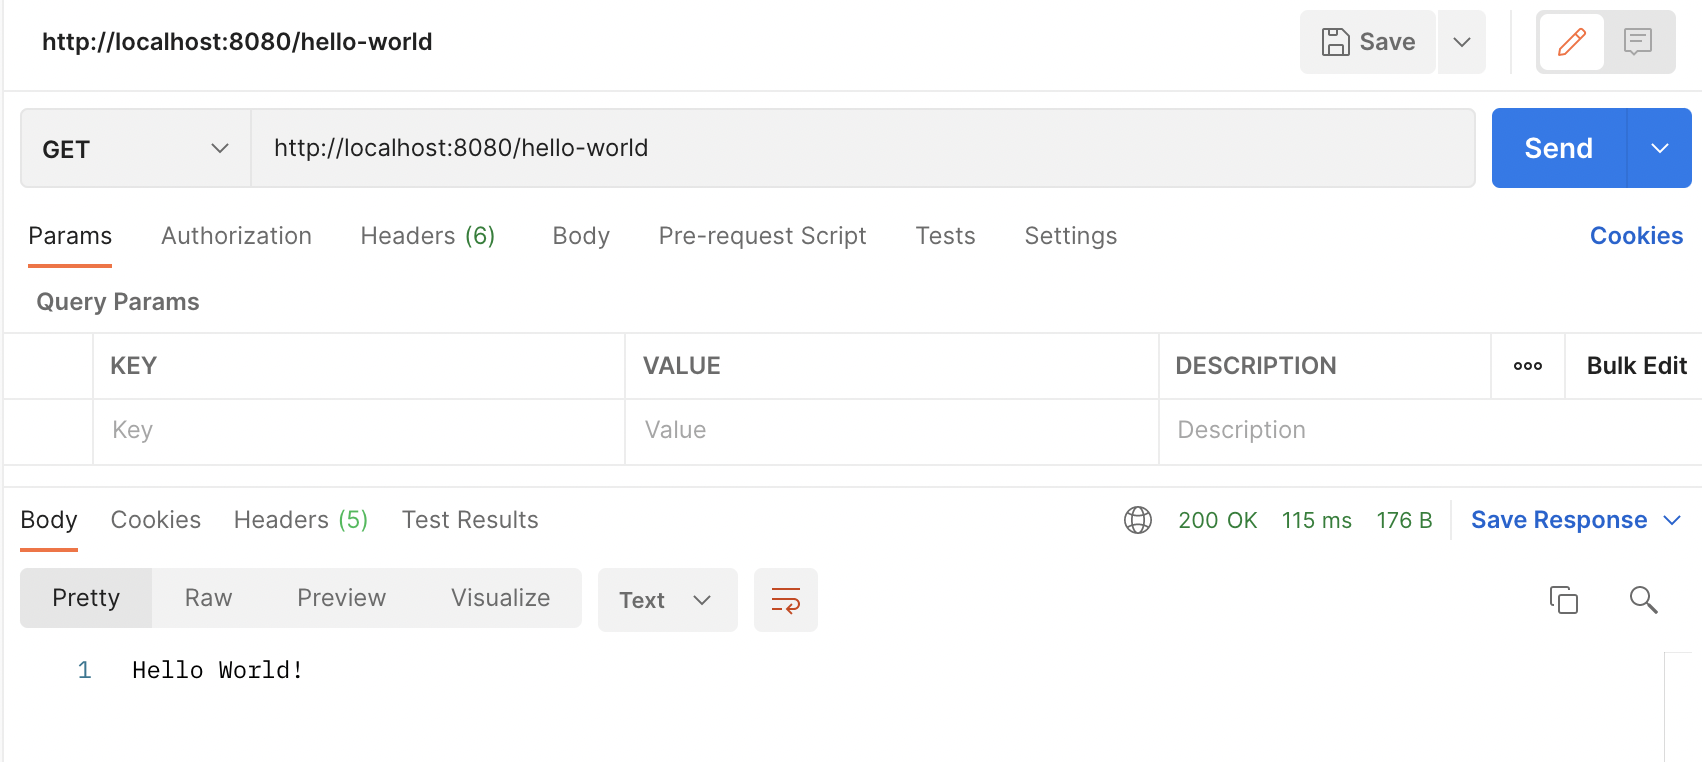 http://localhost:8080/hello-world Save
GET http://localhost:8080/hello-world Send
Params Authorization Headers (6) Body Pre-request Script Tests Settings Cookies
Query Params
KEY VALUE DESCRIPTION Bulk Edit
Key Value Description
Body Cookies Headers (5) Test Results 200 OK 115 ms 176 B Save Response
Pretty Raw Preview Visualize Text
1 Hello World!